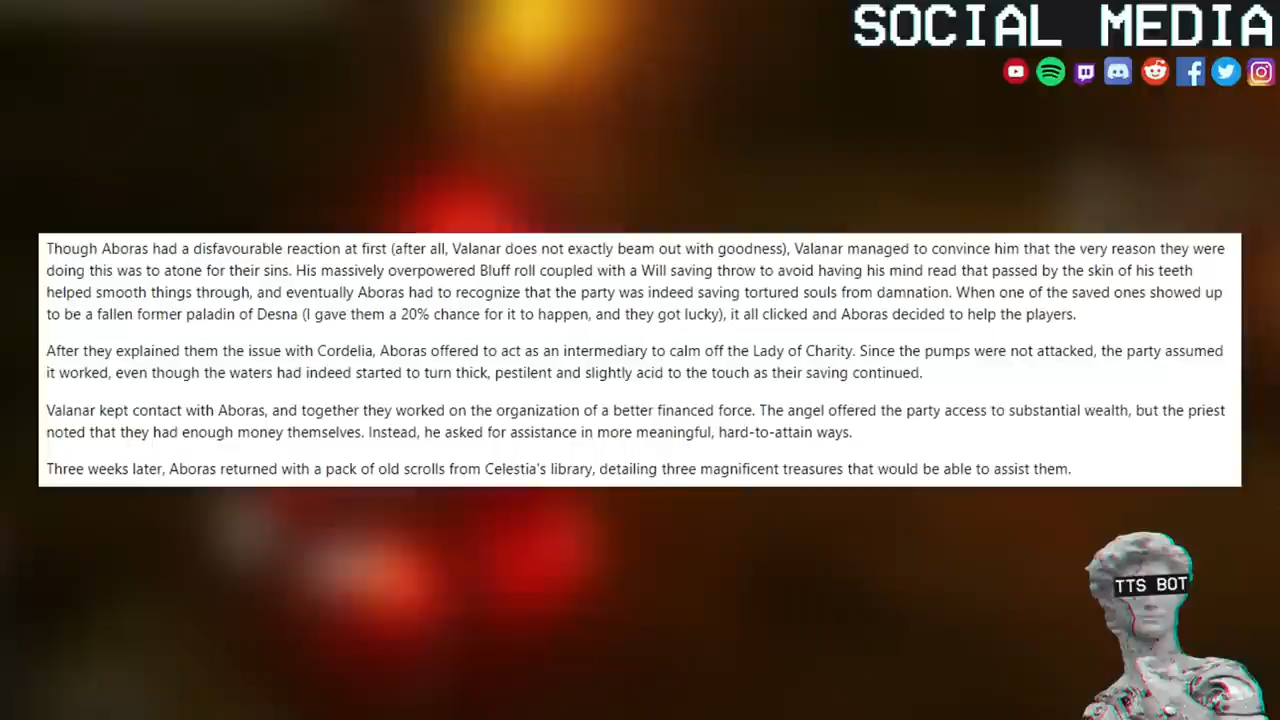 SOCIAL MEDIA
Though Aboras had a disfavourable reaction at first (after all, Valanar does not exactly beam out with goodness), Valanar managed to convince him that the very reason they were
doing this was to atone for their sins. His massively overpowered Bluff roll coupled with a Will saving throw to avoid having his mind read that passed by the skin of his teeth
helped smooth things through, and eventually Aboras had to recognize that the party was indeed saving tortured souls from damnation. When one of the saved ones showed up
to be a fallen former paladin of Desna (I gave them a 20% chance for it to happen, and they got lucky), it all clicked and Aboras decided to help the players.
After they explained them the issue with Cordelia, Aboras offered to act as an intermediary to calm off the Lady of Charity. Since the pumps were not attacked, the party assumed
it worked, even though the waters had indeed started to turn thick, pestilent and slightly acid to the touch as their saving continued.
Valanar kept contact with Aboras, and together they worked on the organization of a better financed force. The angel offered the party access to substantial wealth, but the priest
noted that they had enough money themselves. Instead, he asked for assistance in more meaningful, hard-to-attain ways.
Three weeks later, Aboras returned with a pack of old scrolls from Celestia's library, detailing three magnificent treasures that would be able to assist them.
TTS BOT